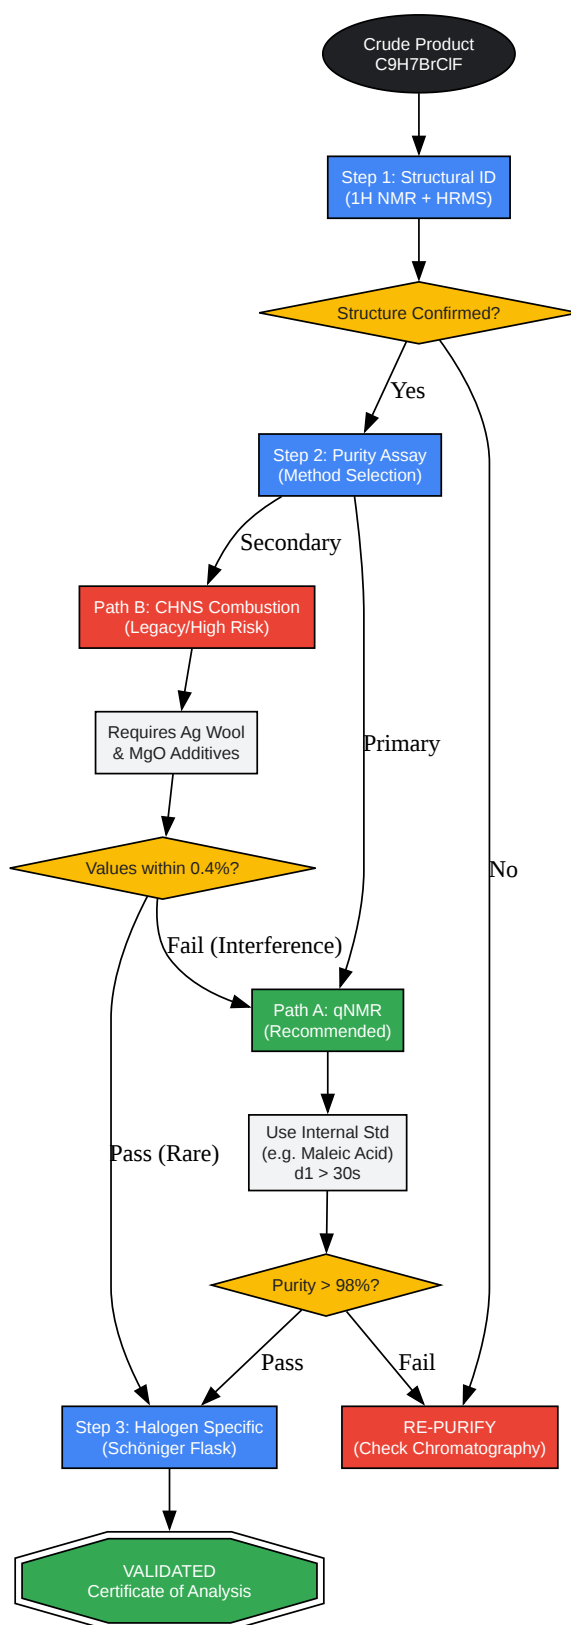 Crude Product
C9H7BrClF
Step 1: Structural ID
(1H NMR + HRMS)
Structure Confirmed?
Yes
Step 2: Purity Assay
(Method Selection)
Secondary
Path B: CHNS Combustion
(Legacy/High Risk)
Requires Ag Wool
& MgO Additives
Primary
Values within 0.4%?
No
Fail (Interference)
Path A: qNMR
(Recommended)
Use Internal Std
(e.g. Maleic Acid)
d1 > 30s
Pass (Rare)
Purity > 98%?
Pass
Fail
Step 3: Halogen Specific
(Schöniger Flask)
RE-PURIFY
(Check Chromatography)
VALIDATED
Certificate of Analysis